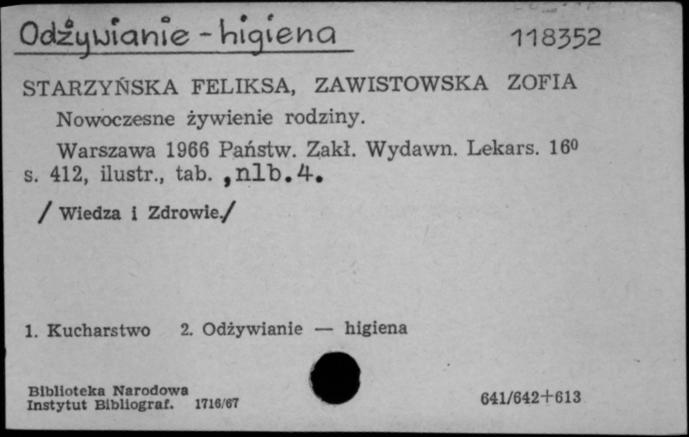 Odżywianie - higiena 118352
STARZYŃSKA FELIKSA, ZAWISTOWSKA ZOFIA
Nowoczesne żywienie rodziny.
Warszawa 1966 Państw. Zakł. Wydawn. Lekars. 16⁰
s. 412, ilustr., tab. , nlb. 4.
/ Wiedza i Zdrowie./
1. Kucharstwo 2. Odżywianie — higiena
Biblioteka Narodowa
Instytut Bibliograf. 1716/67 641/642+613